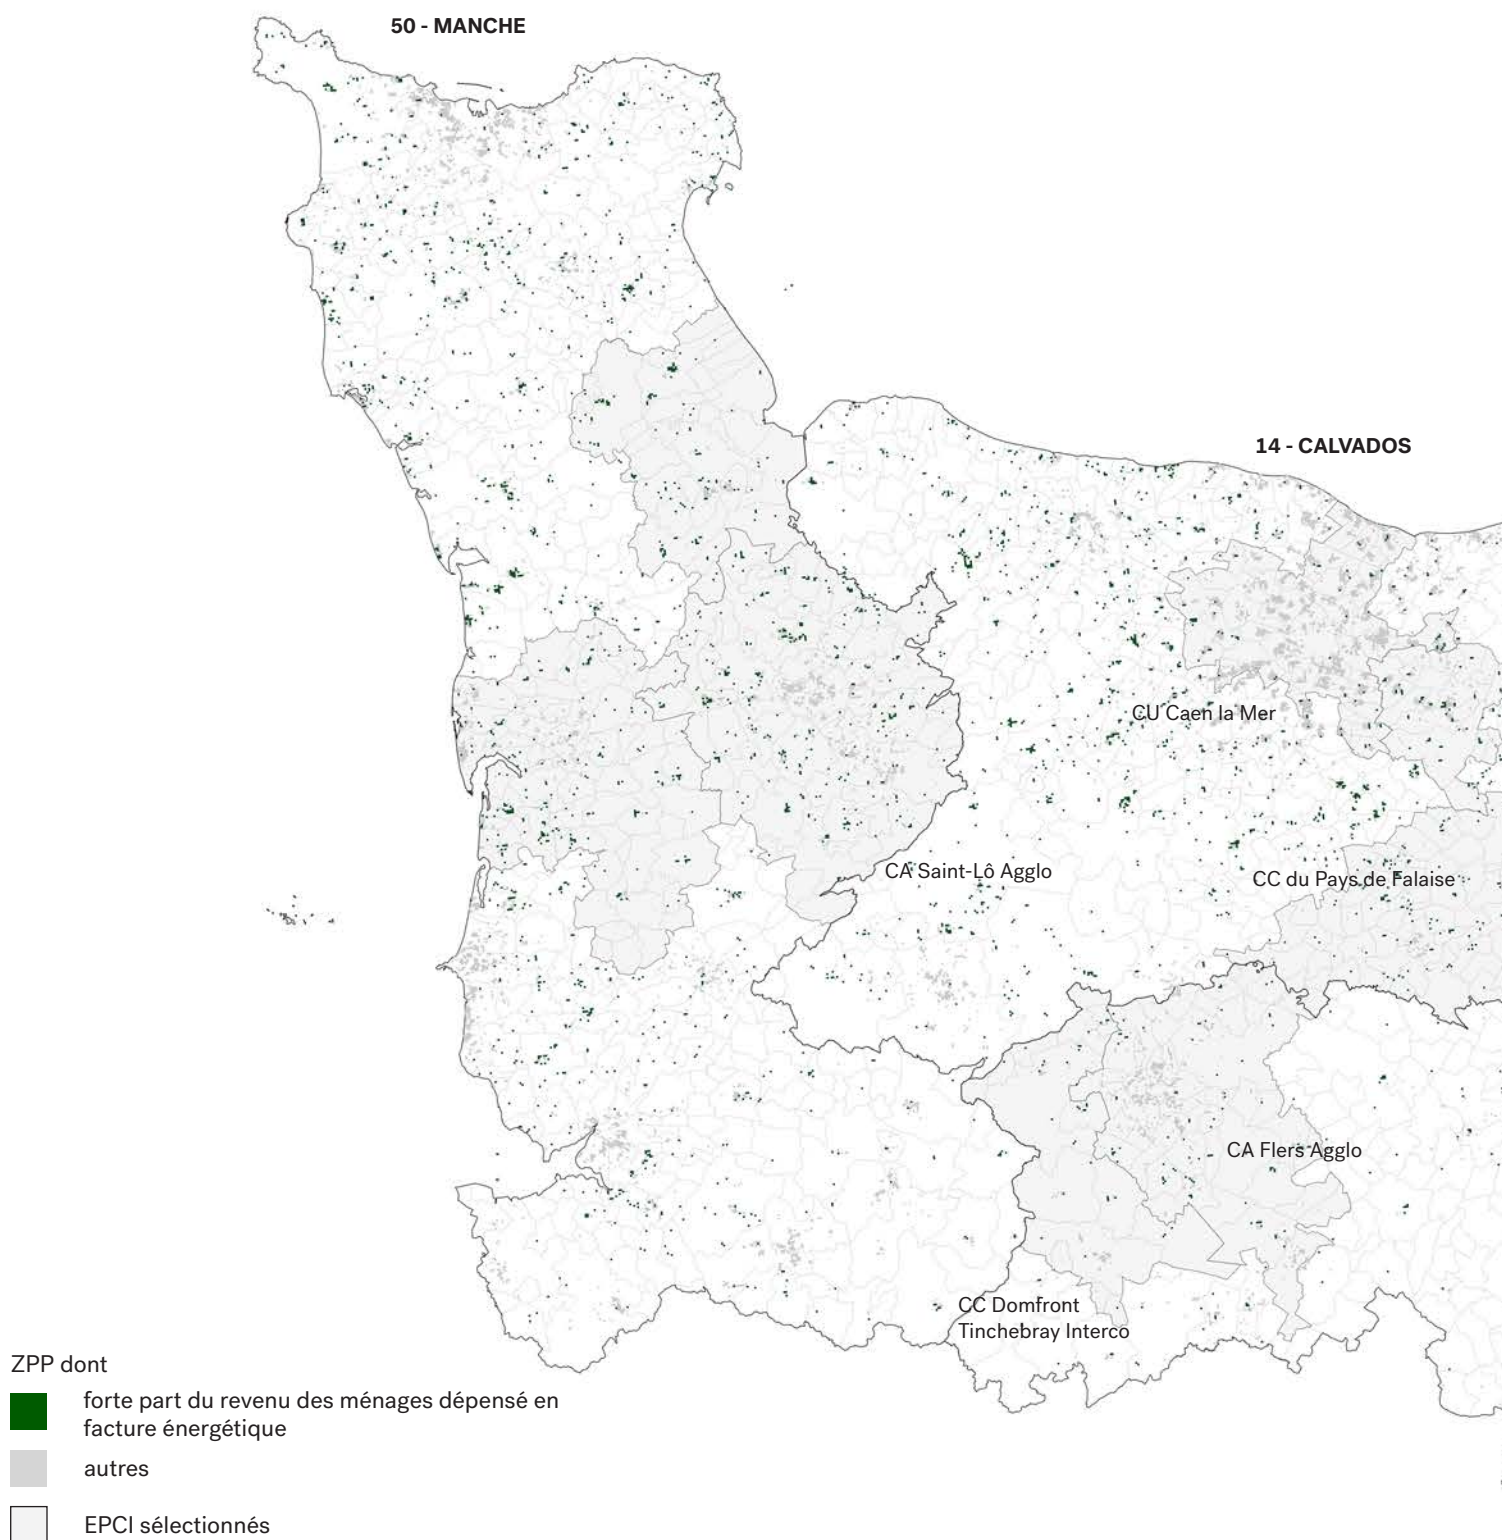 50 - MANCHE
14 - CALVADOS
CU Caen la Mer
CA Saint-Lô Agglo
CC du Pays de Falaise
CA Flers Agglo
CC Domfront
Tinchebray Interco
ZPP dont
forte part du revenu des ménages dépensé en
facture énergétique
autres
EPCI sélectionnés